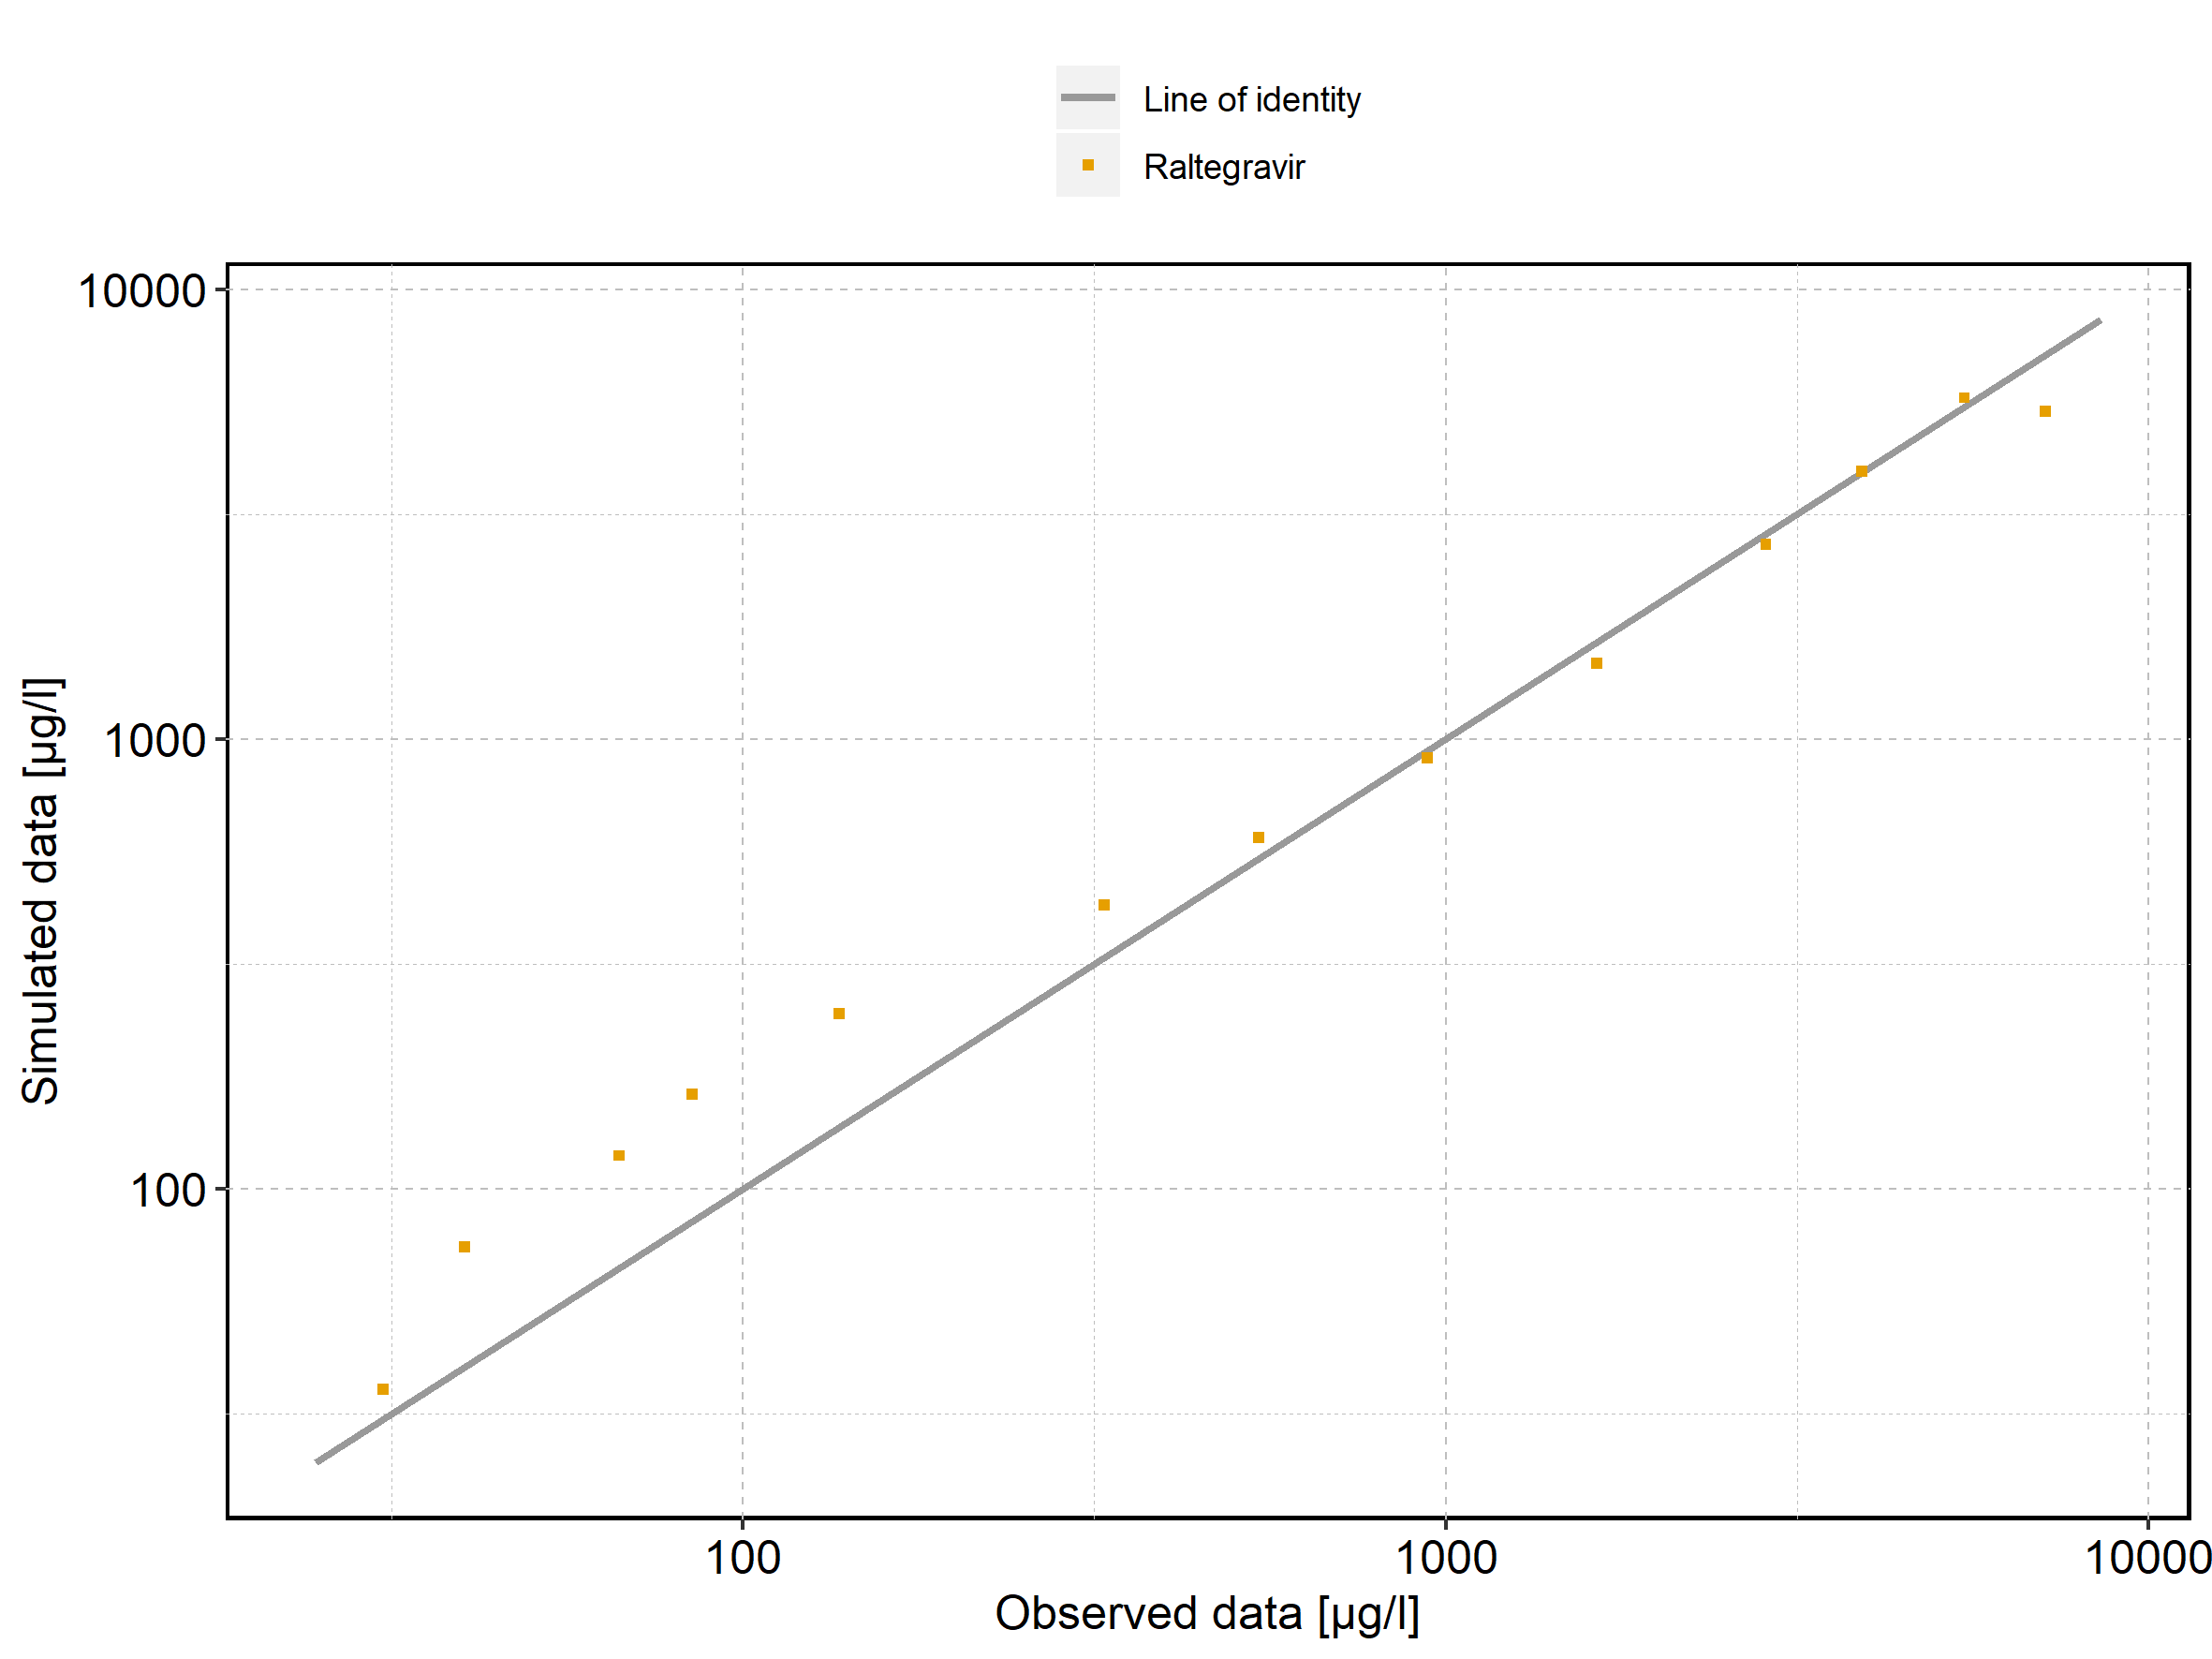 Line of identity
Raltegravir
10000
1000
100
Simulated data [µg/l]
100
1000
10000
Observed data [µg/l]